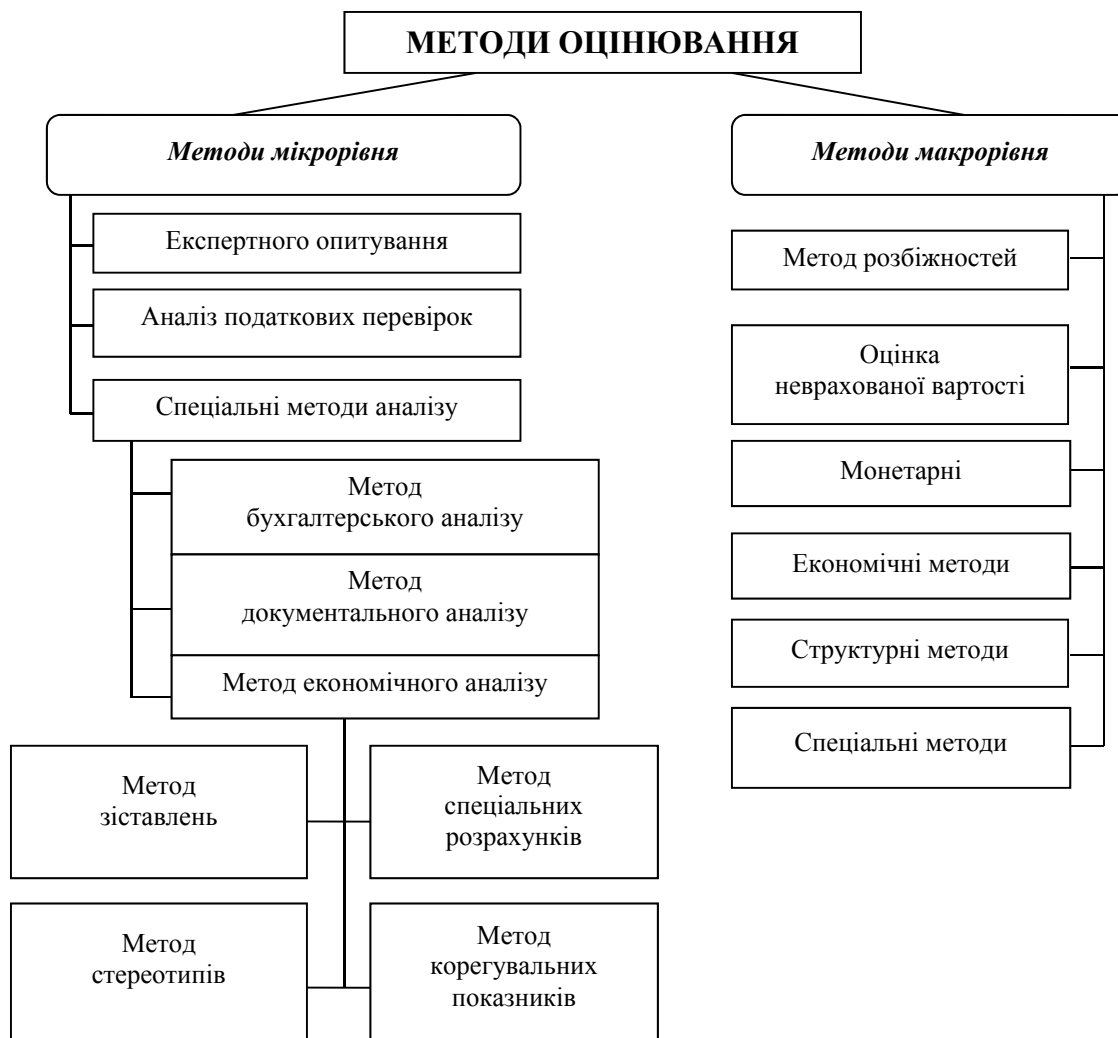 МЕТОДИ ОЦІНЮВАННЯ
Методи мікрорівня
Експертного опитування
Аналіз податкових перевірок
Спеціальні методи аналізу
Метод
бухгалтерського аналізу
Метод
документального аналізу
Метод економічного аналізу
Метод
зіставлень
Метод
спеціальних
розрахунків
Метод
стереотипів
Метод
корегувальних
показників
Методи макрорівня
Метод розбіжностей
Оцінка
неврахованої вартості
Монетарні
Економічні методи
Структурні методи
Спеціальні методи